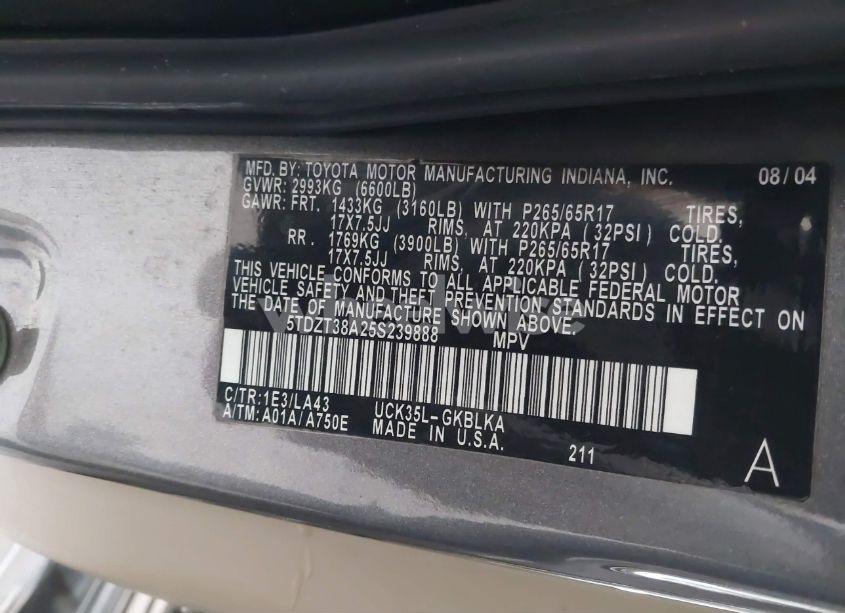 MFD. BY: TOYOTA MOTOR MANUFACTURING INDIANA, INC. 08/04
GVWR: 2993KG (6600LB)
GAWR: FRT. 1433KG (3160LB) WITH P265/65R17 TIRES,
17X7.5JJ RIMS, AT 220KPA (32PSI) COLD.
RR. 1769KG (3900LB) WITH P265/65R17 TIRES,
17X7.5JJ RIMS, AT 220KPA (32PSI) COLD.
THIS VEHICLE CONFORMS TO ALL APPLICABLE FEDERAL MOTOR
VEHICLE SAFETY AND THEFT PREVENTION STANDARDS IN EFFECT ON
THE DATE OF MANUFACTURE SHOWN ABOVE.
5TDZT38A25S239888 MPV
C/TR: 1E3/LA43 UCK35L-GKBLKA
A/TM: A01A/A750E MADE IN U.S.A.
211
A